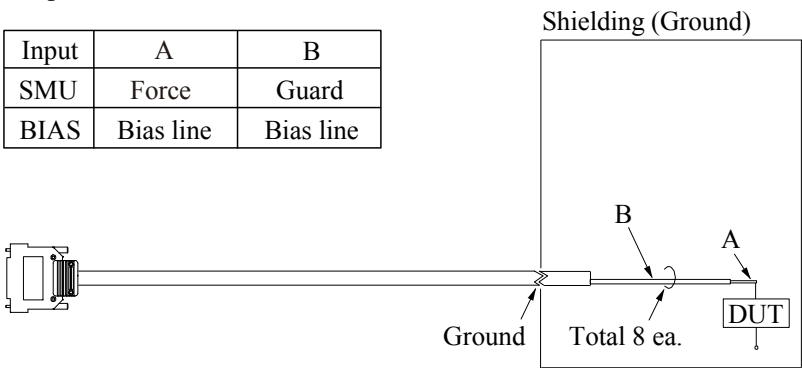 Shielding (Ground)
Input A B
SMU Force Guard
BIAS Bias line Bias line
B
A
DUT
Ground
Total 8 ea.